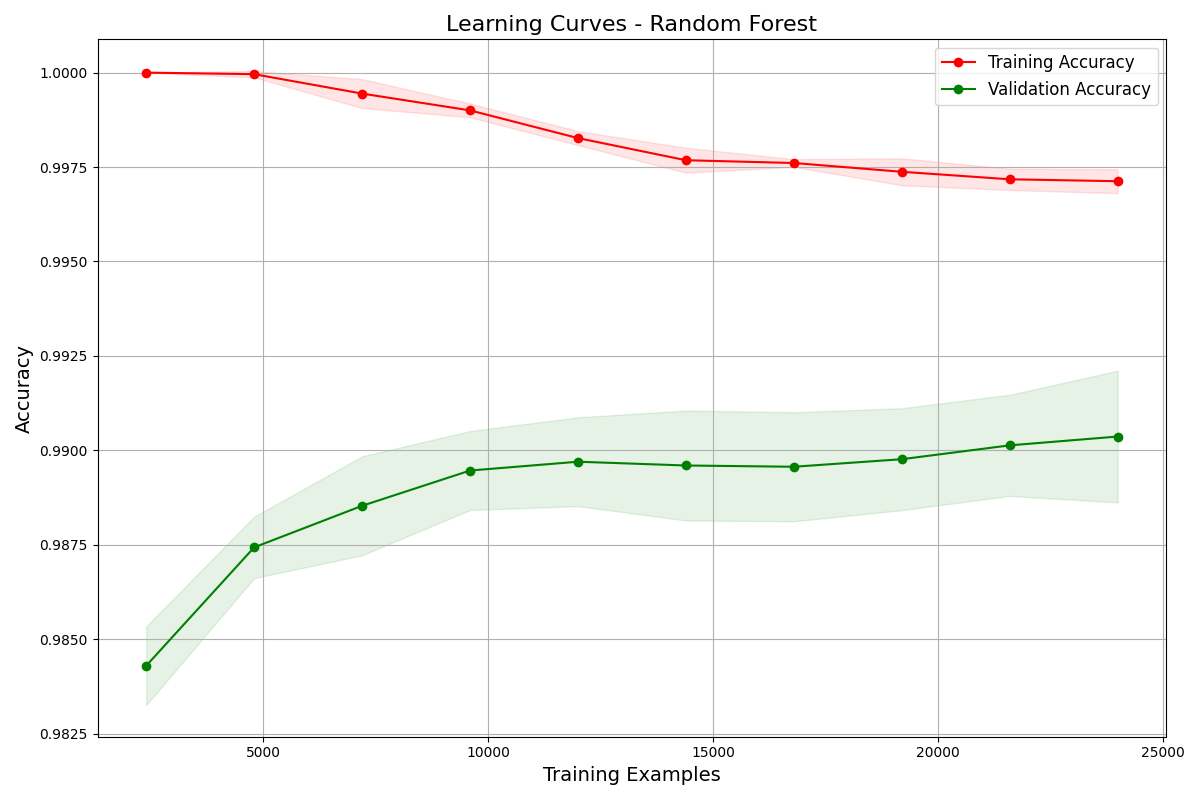 Learning Curves - Random Forest
Training Accuracy
Validation Accuracy
1.0000
0.9975
0.9950
0.9925
0.9900
0.9875
0.9850
0.9825
Accuracy
5000
10000
15000
20000
25000
Training Examples